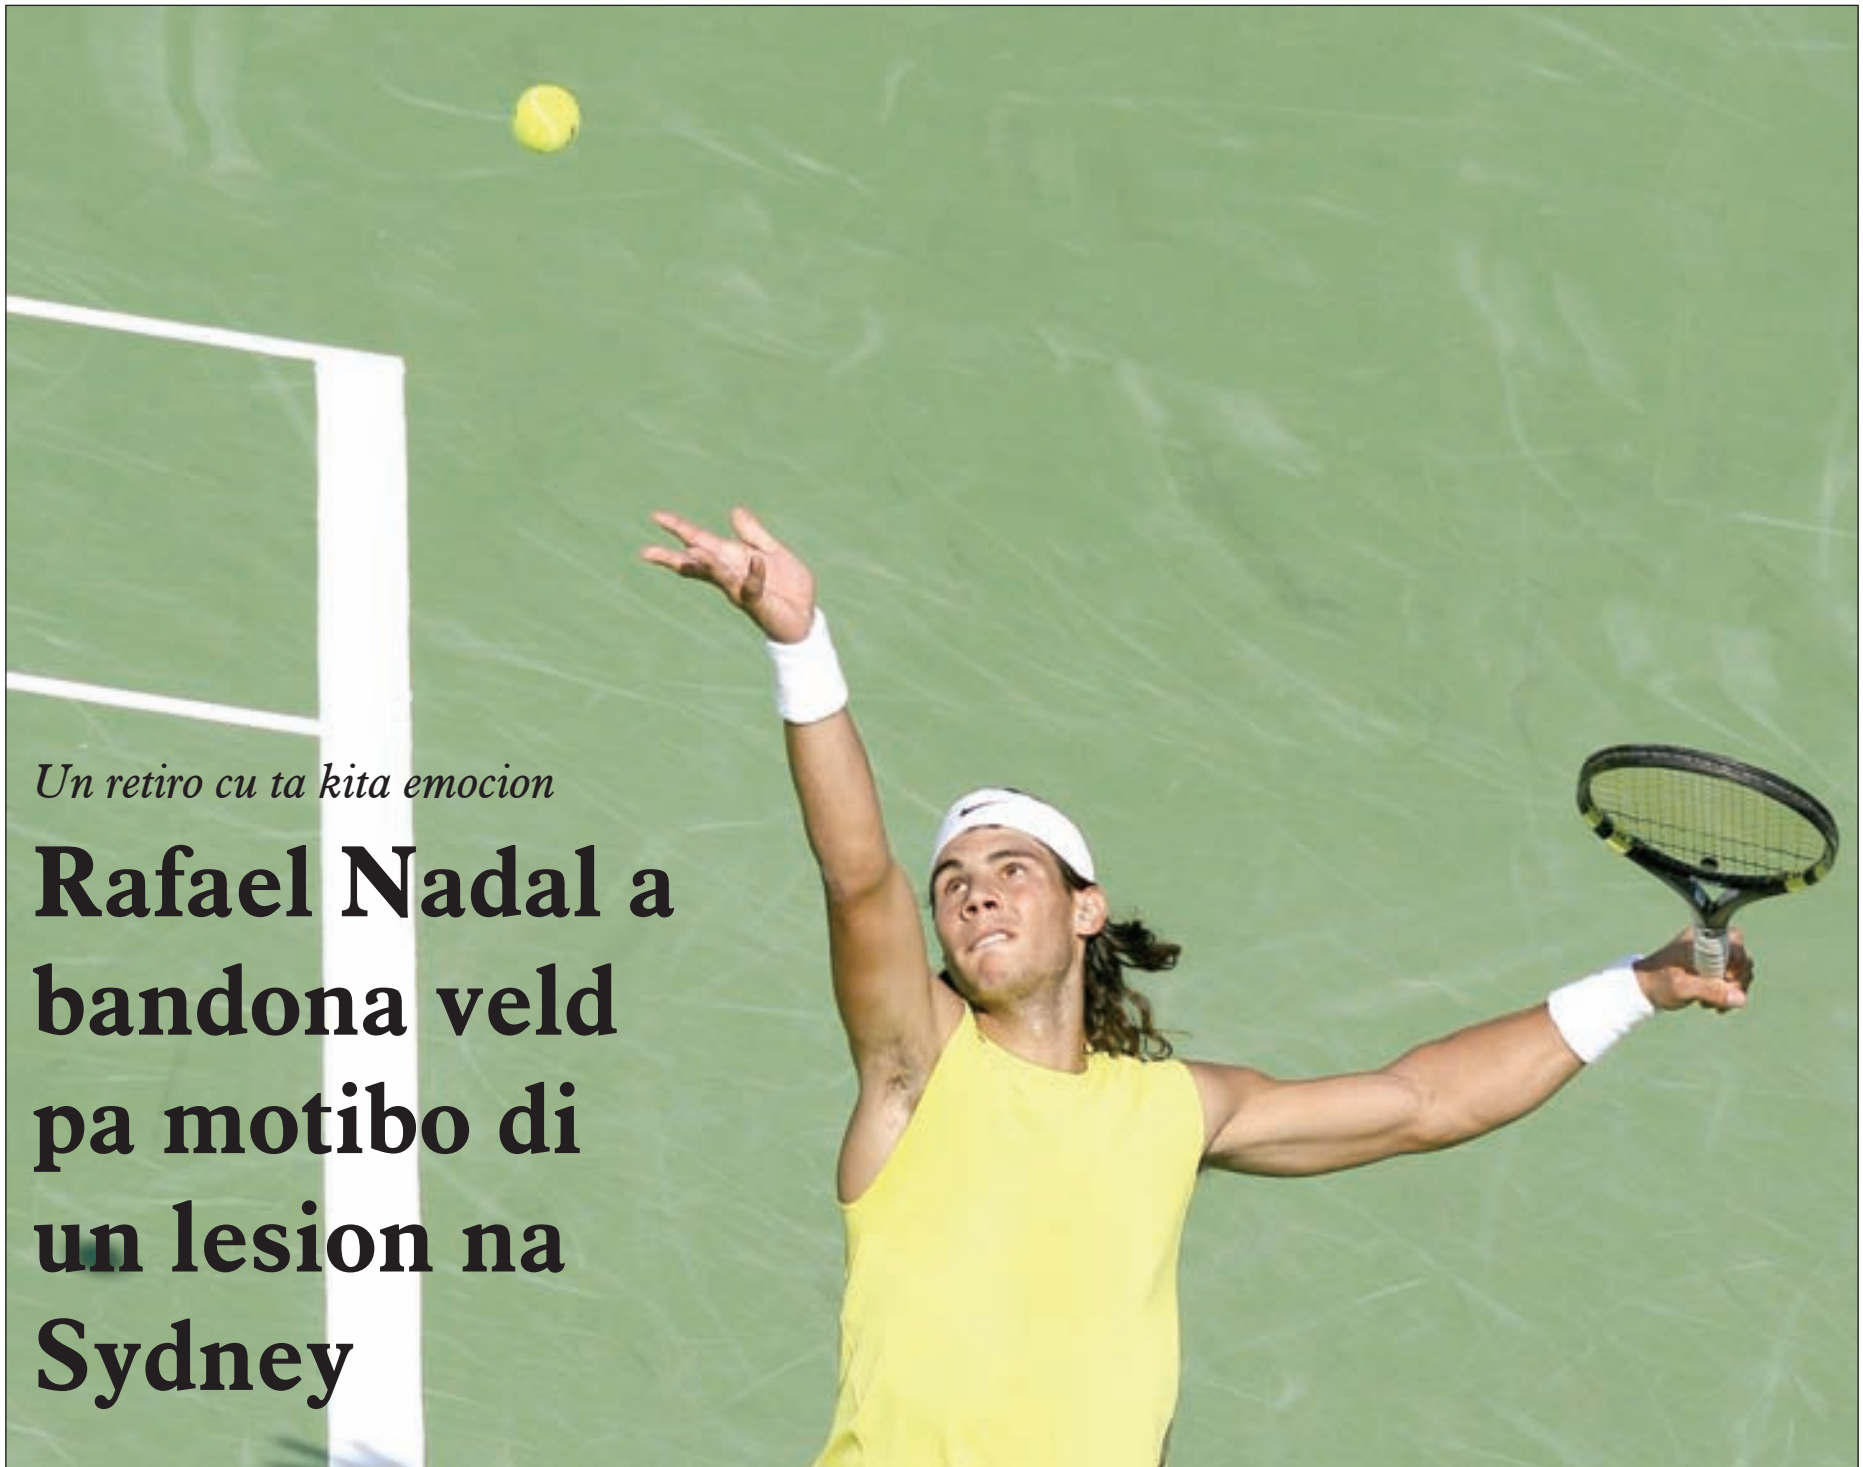 Un retiro cu ta kita emocion
Rafael Nadal a
bandona veld
pa motibo di
un lesion na
Sydney